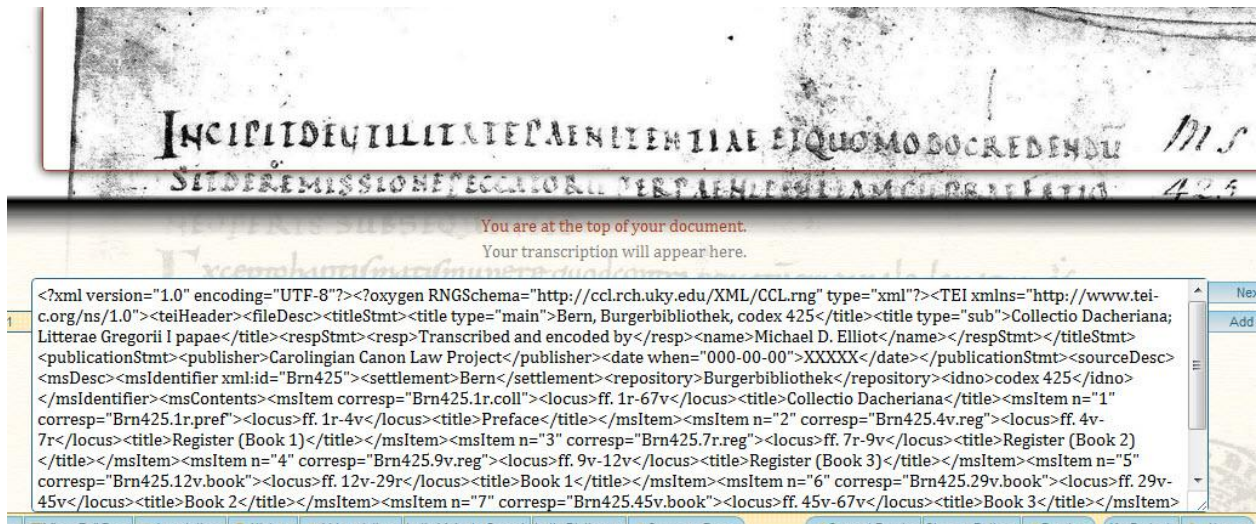 INCIPITDEUTILITATEPAENITENTIAE ETQUOMODOCREDENDU
MS
SITDEREMISSIONEPECCATORU PERPAENITENTIAMCU
425
You are at the top of your document.
Your transcription will appear here.
<?xml version="1.0" encoding="UTF-8"?><?oxygen RNGSchema="http://ccl.rch.uky.edu/XML/CCL.rng" type="xml"?><TEI xmlns="http://www.tei-
c.org/ns/1.0"><teiHeader><fileDesc><titleStmt><title type="main">Bern, Burgerbibliothek, codex 425</title><title type="sub">Collectio Dacheriana;
Litterae Gregorii I papae</title><respStmt><resp>Transcribed and encoded by</resp><name>Michael D. Elliot</name></respStmt></titleStmt>
<publicationStmt><publisher>Carolingian Canon Law Project</publisher><date when="000-00-00">XXXXX</date></publicationStmt><sourceDesc>
<msDesc><msIdentifier xml:id="Brn425"><settlement>Bern</settlement><repository>Burgerbibliothek</repository><idno>codex 425</idno>
</msIdentifier><msContents><msItem corresp="Brn425.1r.coll"><locus>ff. 1r-67v</locus><title>Collectio Dacheriana</title><msItem n="1"
corresp="Brn425.1r.pref"><locus>ff. 1r-4v</locus><title>Preface</title></msItem><msItem n="2" corresp="Brn425.4v.reg"><locus>ff. 4v-
7r</locus><title>Register (Book 1)</title></msItem><msItem n="3" corresp="Brn425.7r.reg"><locus>ff. 7r-9v</locus><title>Register (Book 2)
</title></msItem><msItem n="4" corresp="Brn425.9v.reg"><locus>ff. 9v-12v</locus><title>Register (Book 3)</title></msItem><msItem n="5"
corresp="Brn425.12v.book"><locus>ff. 12v-29r</locus><title>Book 1</title></msItem><msItem n="6" corresp="Brn425.29v.book"><locus>ff. 29v-
45v</locus><title>Book 2</title></msItem><msItem n="7" corresp="Brn425.45v.book"><locus>ff. 45v-67v</locus><title>Book 3</title></msItem>
Nex
Add
1